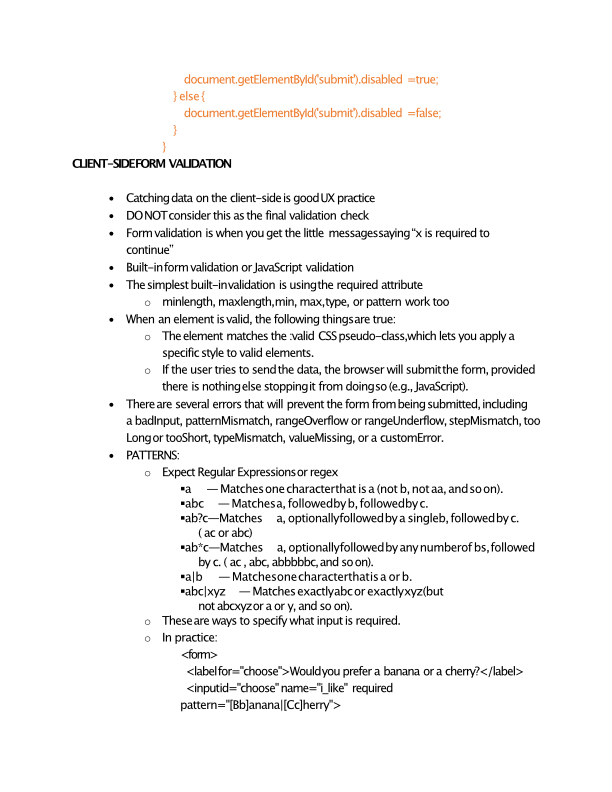 document.getElementById('submit').disabled =true;
} else {
document.getElementById('submit').disabled =false;
}
}
CLIENT-SIDE FORM VALIDATION
• Catching data on the client-side is good UX practice
• DO NOT consider this as the final validation check
• Form validation is when you get the little messages saying “x is required to
continue”
• Built-in form validation or JavaScript validation
• The simplest built-in validation is using the required attribute
o minlength, maxlength, min, max, type, or pattern work too
• When an element is valid, the following things are true:
o The element matches the :valid CSS pseudo-class, which lets you apply a
specific style to valid elements.
o If the user tries to send the data, the browser will submit the form, provided
there is nothing else stopping it from doing so (e.g., JavaScript).
• There are several errors that will prevent the form from being submitted, including
a badInput, patternMismatch, rangeOverflow or rangeUnderflow, stepMismatch, too
Long or tooShort, typeMismatch, valueMissing, or a customError.
• PATTERNS:
o Expect Regular Expressions or regex
▪a — Matches one character that is a (not b, not aa, and so on).
▪abc — Matches a, followed by b, followed by c.
▪ab?c—Matches a, optionally followed by a single b, followed by c.
( ac or abc)
▪ab*c—Matches a, optionally followed by any number of bs, followed
by c. ( ac , abc, abbbbbc, and so on).
▪a|b — Matches one character that is a or b.
▪abc|xyz — Matches exactly abc or exactly xyz (but
not abcxyz or a or y, and so on).
o These are ways to specify what input is required.
o In practice:
<form>
<label for="choose">Would you prefer a banana or a cherry?</label>
<input id="choose" name="i_like" required
pattern="[Bb]anana|[Cc]herry">